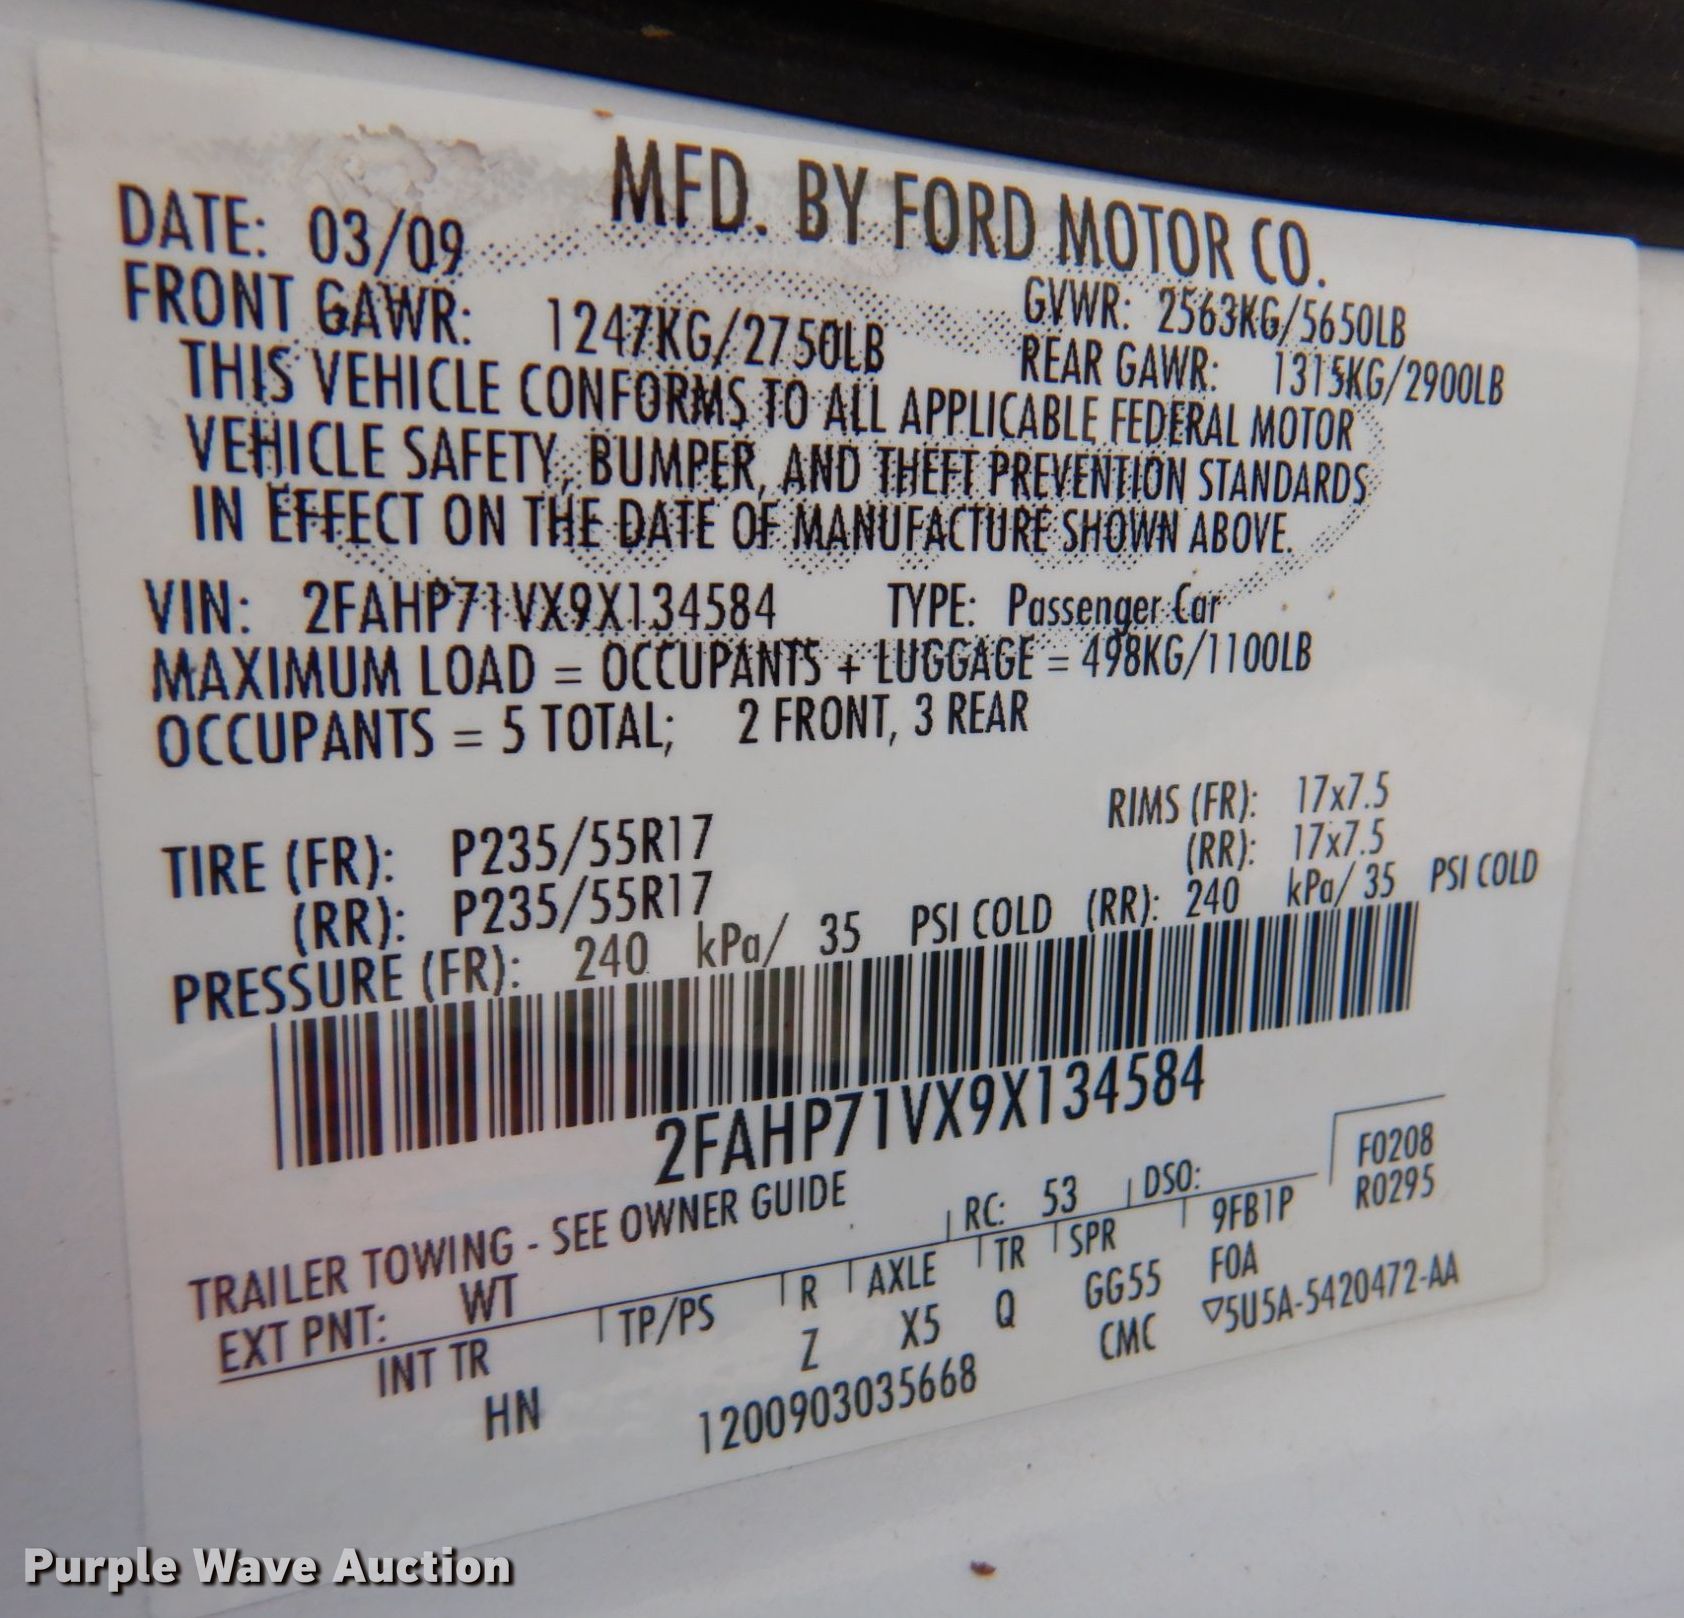 MFD. BY FORD MOTOR CO.
DATE: 03/09 GVWR: 2563KG/5650LB
FRONT GAWR: 1247KG/2750LB REAR GAWR: 1315KG/2900LB
THIS VEHICLE CONFORMS TO ALL APPLICABLE FEDERAL MOTOR
VEHICLE SAFETY, BUMPER, AND THEFT PREVENTION STANDARDS
IN EFFECT ON THE DATE OF MANUFACTURE SHOWN ABOVE.
VIN: 2FAHP71VX9X134584 TYPE: Passenger Car
MAXIMUM LOAD = OCCUPANTS + LUGGAGE = 498KG/1100LB
OCCUPANTS = 5 TOTAL; 2 FRONT, 3 REAR
TIRE (FR): P235/55R17 RIMS (FR): 17x7.5
(RR): P235/55R17 (RR): 17x7.5
PRESSURE (FR): 240 kPa/ 35 PSI COLD (RR): 240 kPa/ 35 PSI COLD
2FAHP71VX9X134584
TRAILER TOWING - SEE OWNER GUIDE F0208
EXT PNT: WT RC: 53 DSO: R0295
INT TR TP/PS R AXLE TR SPR 9FB1P
HN Z X5 Q GG55 FOA
1200903035668 CMC ▽5U5A-5420472-AA
Purple Wave Auction